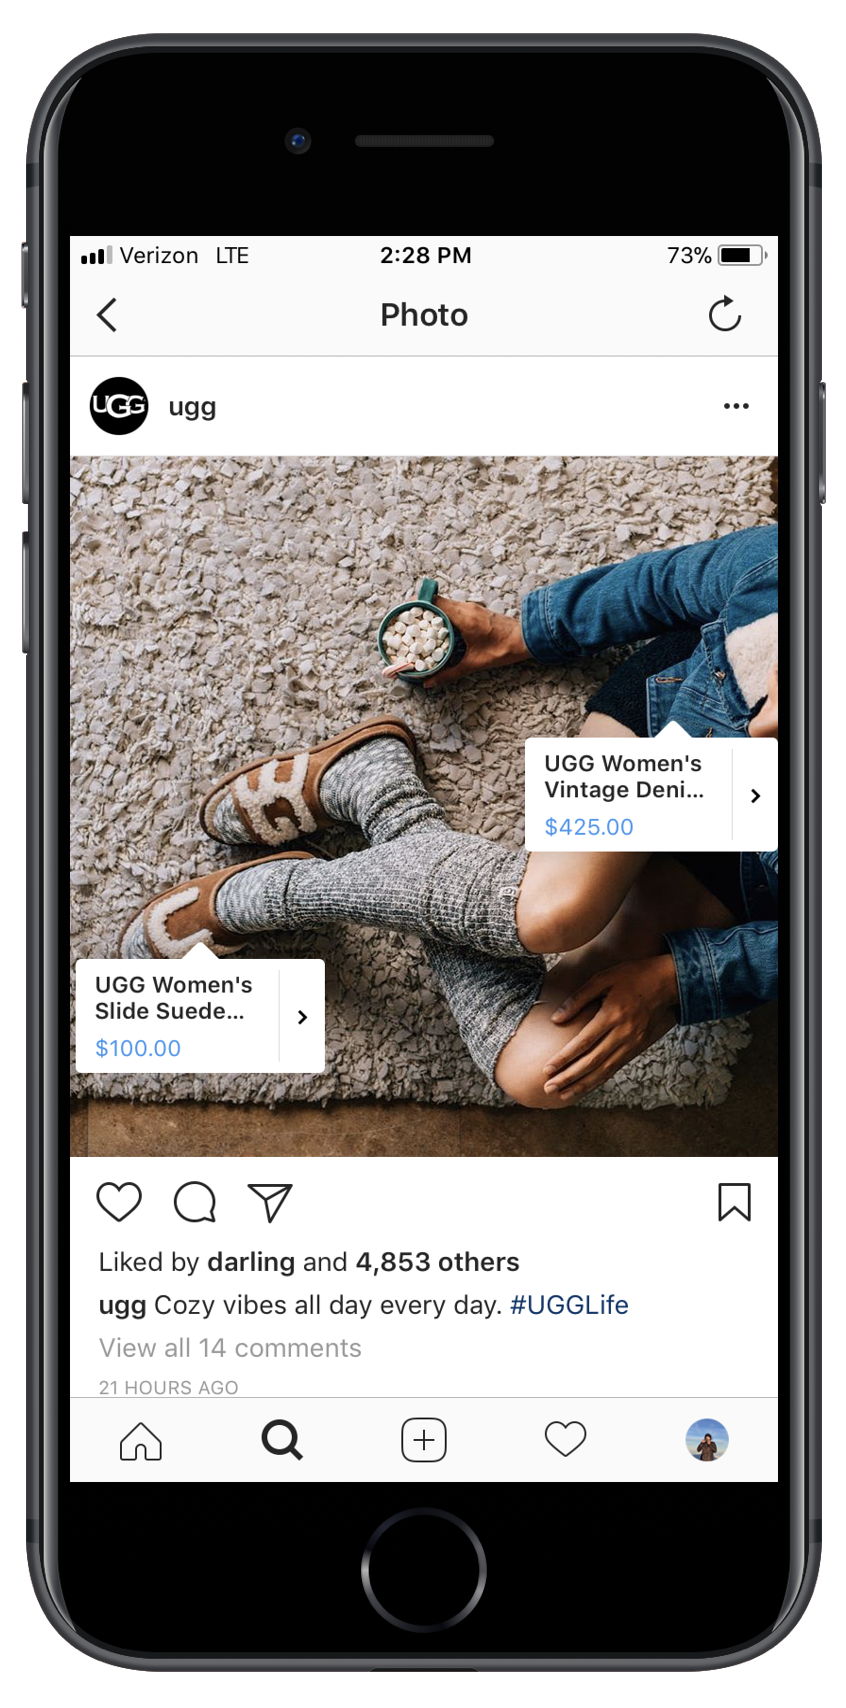 Verizon LTE 2:28 PM 73%
Photo
UGG ugg
UGG Women's
Vintage Deni...
$425.00
UGG Women's
Slide Suede...
$100.00
Liked by darling and 4,853 others
ugg Cozy vibes all day every day. #UGGLife
View all 14 comments
21 HOURS AGO